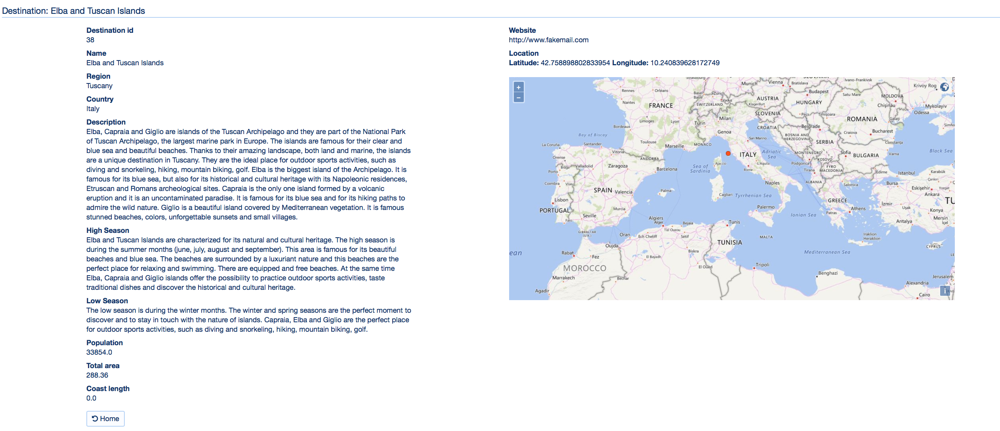 Destination: Elba and Tuscan Islands
Destination id
38
Name
Elba and Tuscan Islands
Region
Tuscany
Country
Italy
Description
Elba, Capraia and Giglio are islands of the Tuscan Archipelago and they are part of the National Park
of Tuscan Archipelago, the largest marine park in Europe. The islands are famous for their clear and
blue sea and beautiful beaches. Thanks to their amazing landscape, both land and marine, the islands
are a unique destination in Tuscany. They are the ideal place for outdoor sports activities, such as
diving and snorkeling, hiking, mountain biking, golf. Elba is the biggest island of the Archipelago. It is
famous for its blue sea, but also for its historical and cultural heritage with its Napoleonic residences,
Etruscan and Romans archeological sites. Capraia is the only one island formed by a volcanic
eruption and it is an uncontaminated paradise. It is famous for its blue sea and for its hiking paths to
admire the wild nature. Giglio is a beautiful island covered by Mediterranean vegetation. It is famous
stunned beaches, colors, unforgettable sunsets and small villages.
High Season
Elba and Tuscan Islands are characterized for its natural and cultural heritage. The high season is
during the summer months (june, july, august and september). This area is famous for its beautiful
beaches and blue sea. The beaches are surrounded by a luxuriant nature and this beaches are the
perfect place for relaxing and swimming. There are equipped and free beaches. At the same time
Elba, Capraia and Giglio islands offer the possibility to practice outdoor sports activities, taste
traditional dishes and discover the historical and cultural heritage.
Low Season
The low season is during the winter months. The winter and spring seasons are the perfect moment to
discover and to stay in touch with the nature of islands. Capraia, Elba and Giglio are the perfect place
for outdoor sports activities, such as diving and snorkeling, hiking, mountain biking, golf.
Population
33854.0
Total area
288.36
Coast length
0.0
Home
Website
http://www.fakemail.com
Location
Latitude: 42.758898802833954 Longitude: 10.240839628172749
+
−
Strasbourg
Munich
Vienna
Bratislava
Ivano-Frankivsk
Krivoy Rog
Rennes
Orléans
Basel
Basle
Zurich
Vaduz
AUSTRIA
Klagenfurt
Budapest
HUNGARY
Satu Mare
MOLDOVA
Chișinău
Mykolayiv
Odessa
Nantes
FRANCE
SWITZERLAND
SLOVENIA
Pécs
Timișoara
ROMANIA
Galați
Limoges
Lyon
Milan
Turin
Bordeaux
Genoa
CROATIA
Belgrade
Craiova
Bucharest
Simfer
Bay of Biscay
San Marino
BOSNIA AND
HERZEGOVINA
SERBIA
Constanța
La Coruña
Santander
Toulouse
Marseille
MONACO
Vitoria
ITALY
Adriatic
Sea
MONTENEGRO
Sofia
BULGARIA
Varna
Black Sea
Orense
ANDORRA
KOSOVO
Braga
Valladolid
Zaragoza
Barcelona
Sea of
Sardinia
Ajaccio
Rome
L'Aquila
Podgorica
Tirana
FYRO
MACEDONIA
Edirne
Istanbul
Karabük
Porto
Coimbra
Viseu
Naples
ALBANIA
Salonica
Bursa
Çankırı
Eskişehir
Yozgat
Ankara
SPAIN
Valencia
Palma
Cagliari
Tyrrhenian Sea
Lisbon
GREECE
TU
PORTUGAL
Murcia
Palermo
Athens
İzmir
Uşak
Konya
Seville
Ionian Sea
Patras
Faro
Algiers
Alger
Bejaïa
Tunis
Antalya
Mersin
İçel
GIBRALTAR
(U.K.)
Oran
Ech Cheliff
Tizi Ouzou
Sétif
MALTA
Iráklion
Heraklion
TUNISIA
Oujda
CYPRUS
ean
Rabat
Fez
Biskra
El Bayadh
Mediterranean Sea
LE
MOROCCO
El Oued
Tripoli
Marrakech
Béchar
Benghazi
Jerusalem
Alexandria
Agadir
Cairo
i